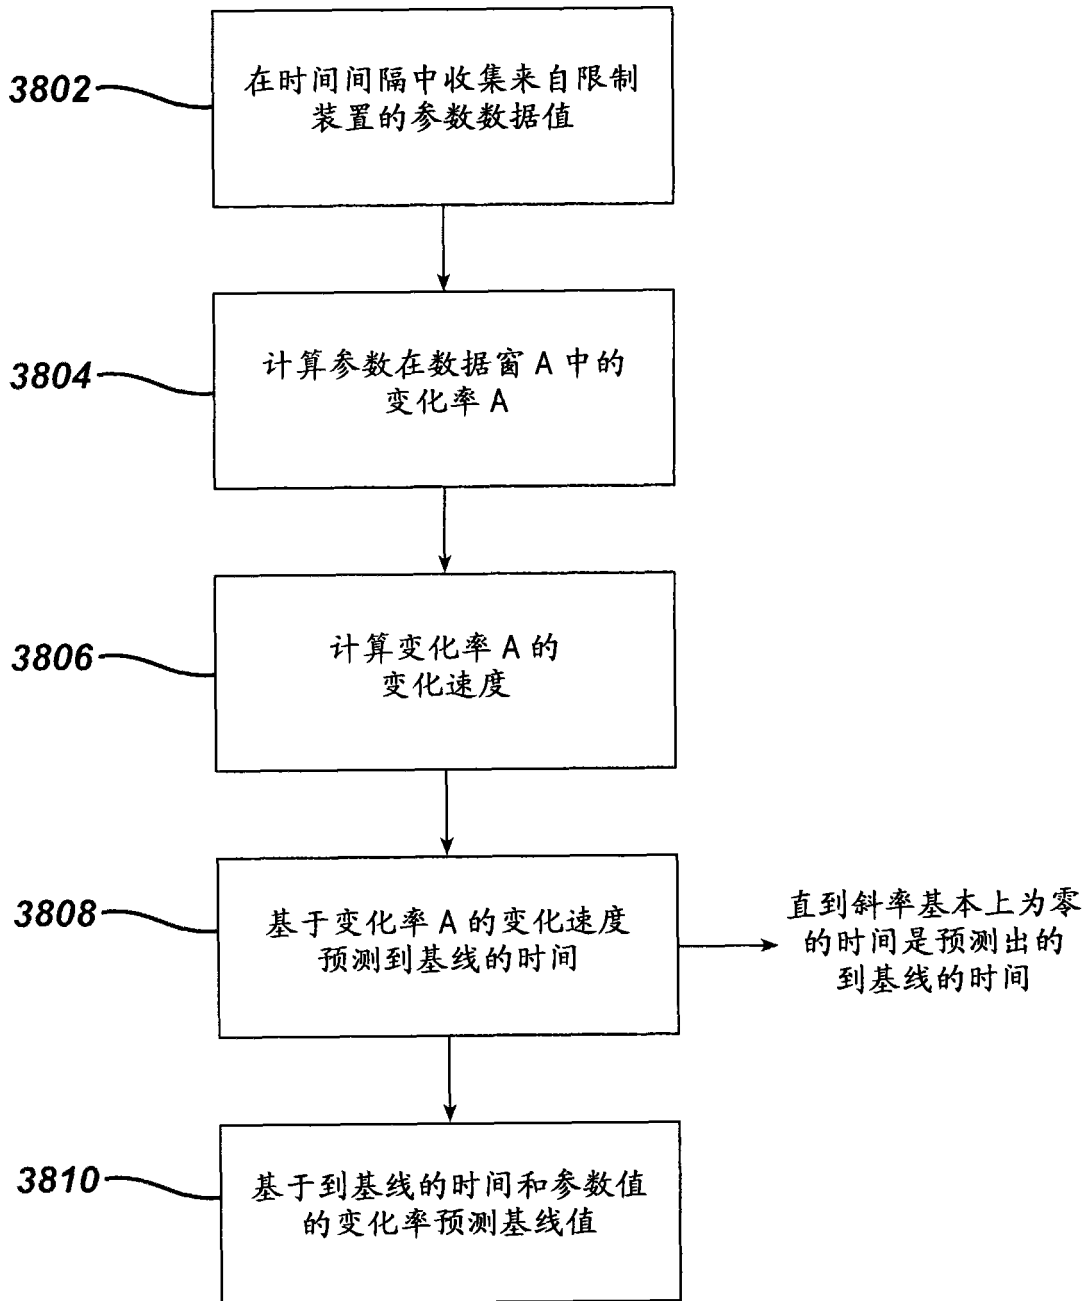 3802
在时间间隔中收集来自限制
装置的参数数据值
3804
计算参数在数据窗 A 中的
变化率 A
3806
计算变化率 A 的
变化速度
3808
基于变化率 A 的变化速度
预测到基线的时间
直到斜率基本上为零
的时间是预测出的
到基线的时间
3810
基于到基线的时间和参数值
的变化率预测基线值